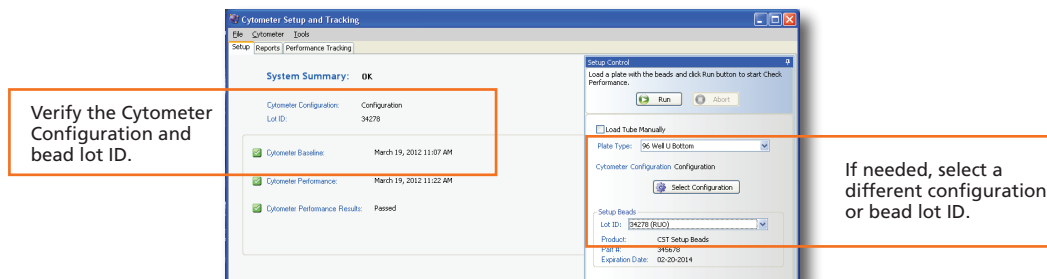 Cytometer Setup and Tracking
File Cytometer Tools
Setup Reports Performance Tracking
System Summary: OK
Cytometer Configuration: Configuration
Lot ID: 34278
Cytometer Baseline: March 19, 2012 11:07 AM
Cytometer Performance: March 19, 2012 11:22 AM
Cytometer Performance Results: Passed
Setup Control
Load a plate with the beads and click Run button to start Check
Performance.
Run Abort
Load Tube Manually
Plate Type: 96 Well U Bottom
Cytometer Configuration Configuration
Select Configuration
Setup Beads
Lot ID: 34278 (RUO)
Product: CST Setup Beads
Part #: 345678
Expiration Date: 02-20-2014
Verify the Cytometer
Configuration and
bead lot ID.
If needed, select a
different configuration
or bead lot ID.